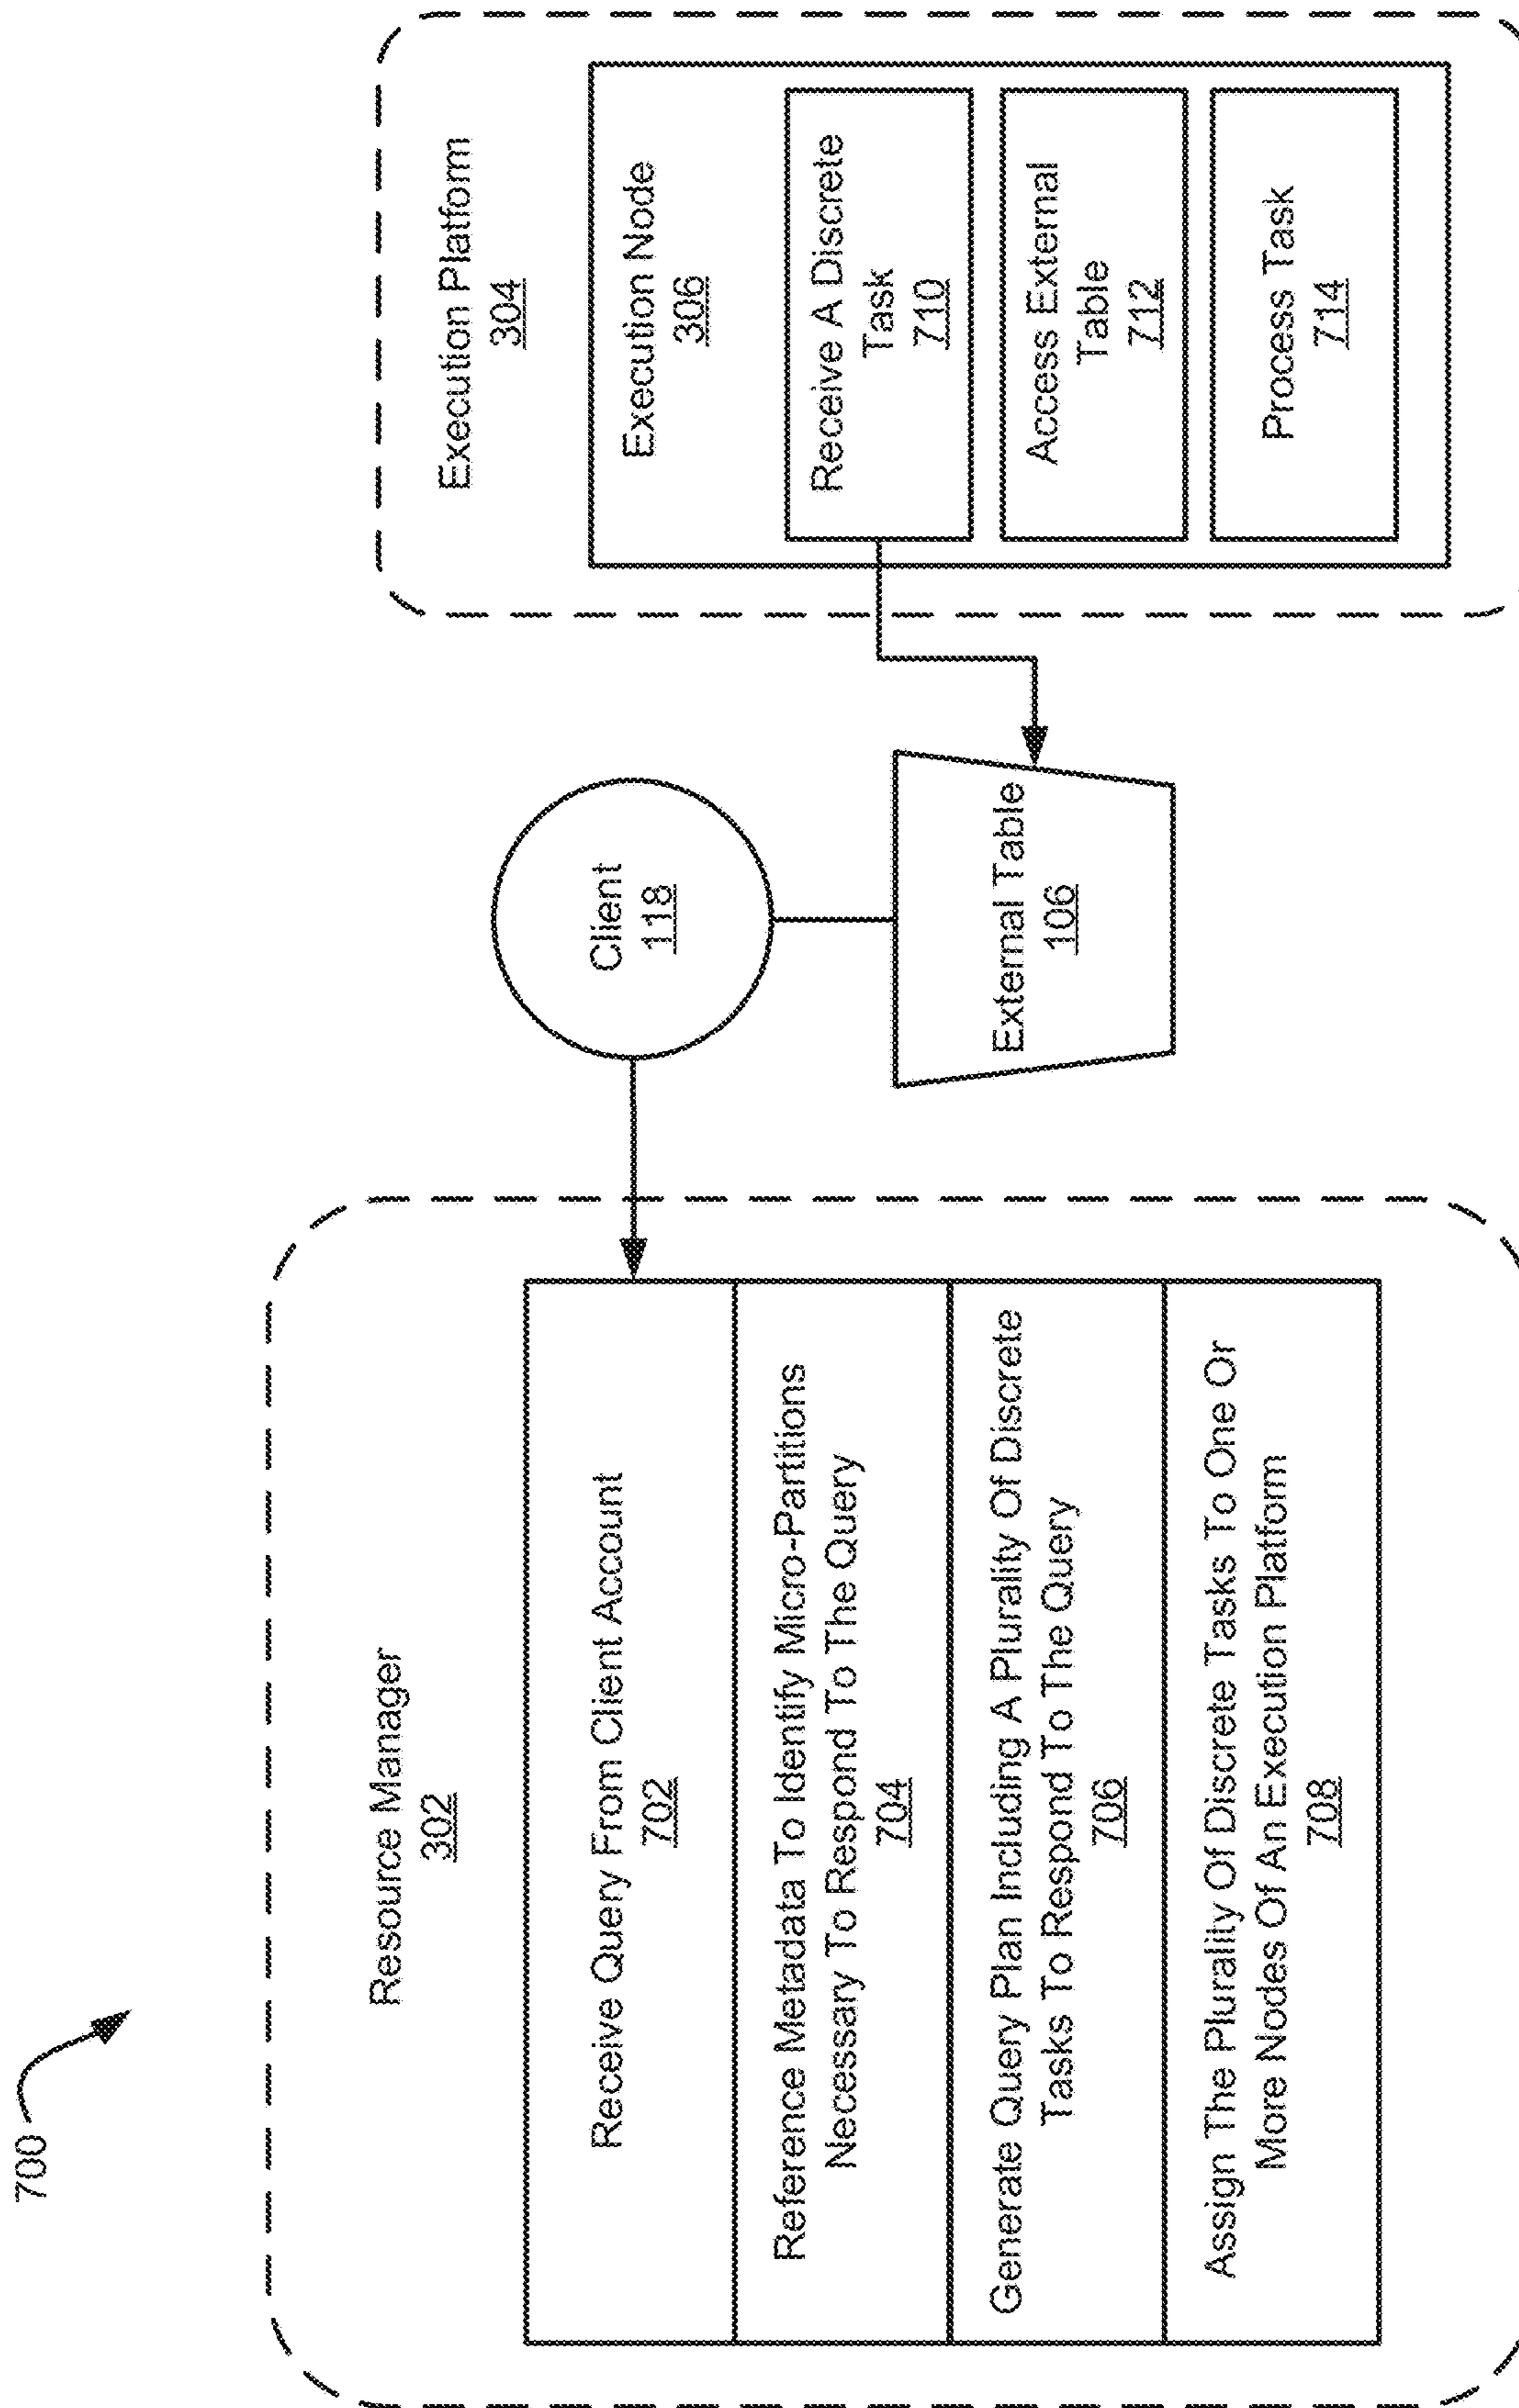 700
Resource Manager
302
Receive Query From Client Account
702
Reference Metadata To Identify Micro-Partitions
Necessary To Respond To The Query
704
Generate Query Plan Including A Plurality Of Discrete
Tasks To Respond To The Query
706
Assign The Plurality Of Discrete Tasks To One Or
More Nodes Of An Execution Platform
708
Client
118
External Table
106
Execution Platform
304
Execution Node
306
Receive A Discrete
Task
710
Access External
Table
712
Process Task
714